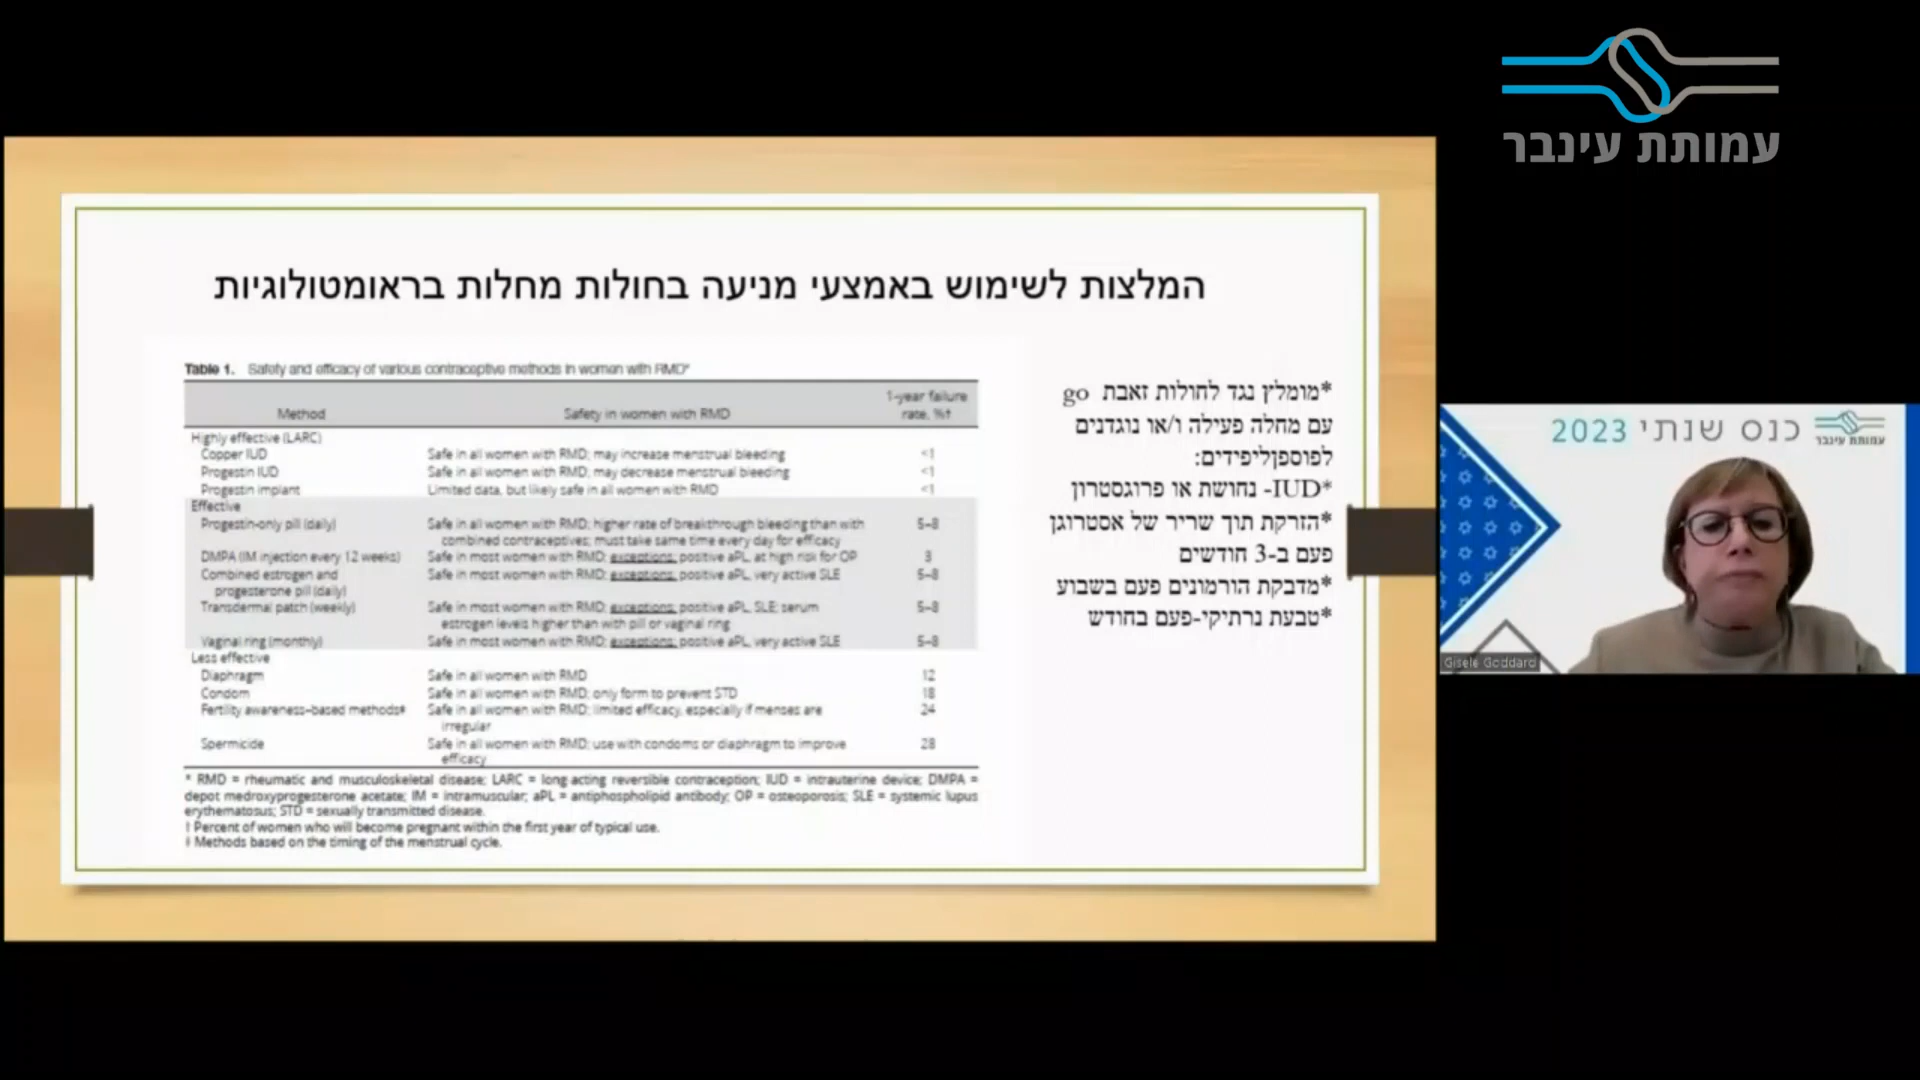 עמותת עינבר
המלצות לשימוש באמצעי מניעה בחולות מחלות בראומטולוגיות
Table 1. Safety and efficacy of various contraceptive methods in women with RMD*
Method Safety in women with RMD 1-year failure rate, %†
Highly effective (LARC)
Copper IUD Safe in all women with RMD; may increase menstrual bleeding <1
Progestin IUD Safe in all women with RMD; may decrease menstrual bleeding <1
Progestin implant Limited data, but likely safe in all women with RMD <1
Effective
Progestin-only pill (daily) Safe in all women with RMD; higher rate of breakthrough bleeding than with 5–8
combined contraceptives; must take same time every day for efficacy
DMPA (IM injection every 12 weeks) Safe in most women with RMD; exceptions: positive aPL, at high risk for OP 3
Combined estrogen and Safe in most women with RMD; exceptions: positive aPL, very active SLE 5–8
progesterone pill (daily)
Transdermal patch (weekly) Safe in most women with RMD; exceptions: positive aPL, SLE; serum 5–8
estrogen levels higher than with pill or vaginal ring
Vaginal ring (monthly) Safe in most women with RMD; exceptions: positive aPL, very active SLE 5–8
Less effective
Diaphragm Safe in all women with RMD 12
Condom Safe in all women with RMD; only form to prevent STD 18
Fertility awareness–based methods‡ Safe in all women with RMD; limited efficacy, especially if menses are 24
irregular
Spermicide Safe in all women with RMD; use with condoms or diaphragm to improve 28
efficacy
* RMD = rheumatic and musculoskeletal disease; LARC = long-acting reversible contraception; IUD = intrauterine device; DMPA =
depot medroxyprogesterone acetate; IM = intramuscular; aPL = antiphospholipid antibody; OP = osteoporosis; SLE = systemic lupus
erythematosus; STD = sexually transmitted disease.
† Percent of women who will become pregnant within the first year of typical use.
‡ Methods based on the timing of the menstrual cycle.
*מומלץ נגד לחולות זאבת go
עם מחלה פעילה ו/או נוגדנים
לפוספןליפידים:
*IUD- נחושת או פרוגסטרון
*הזרקת תוך שריר של אסטרוגן
פעם ב-3 חודשים
*מדבקת הורמונים פעם בשבוע
*טבעת נרתיקי-פעם בחודש
כנס שנתי 2023
עמותת עינבר
Gisele Goddard